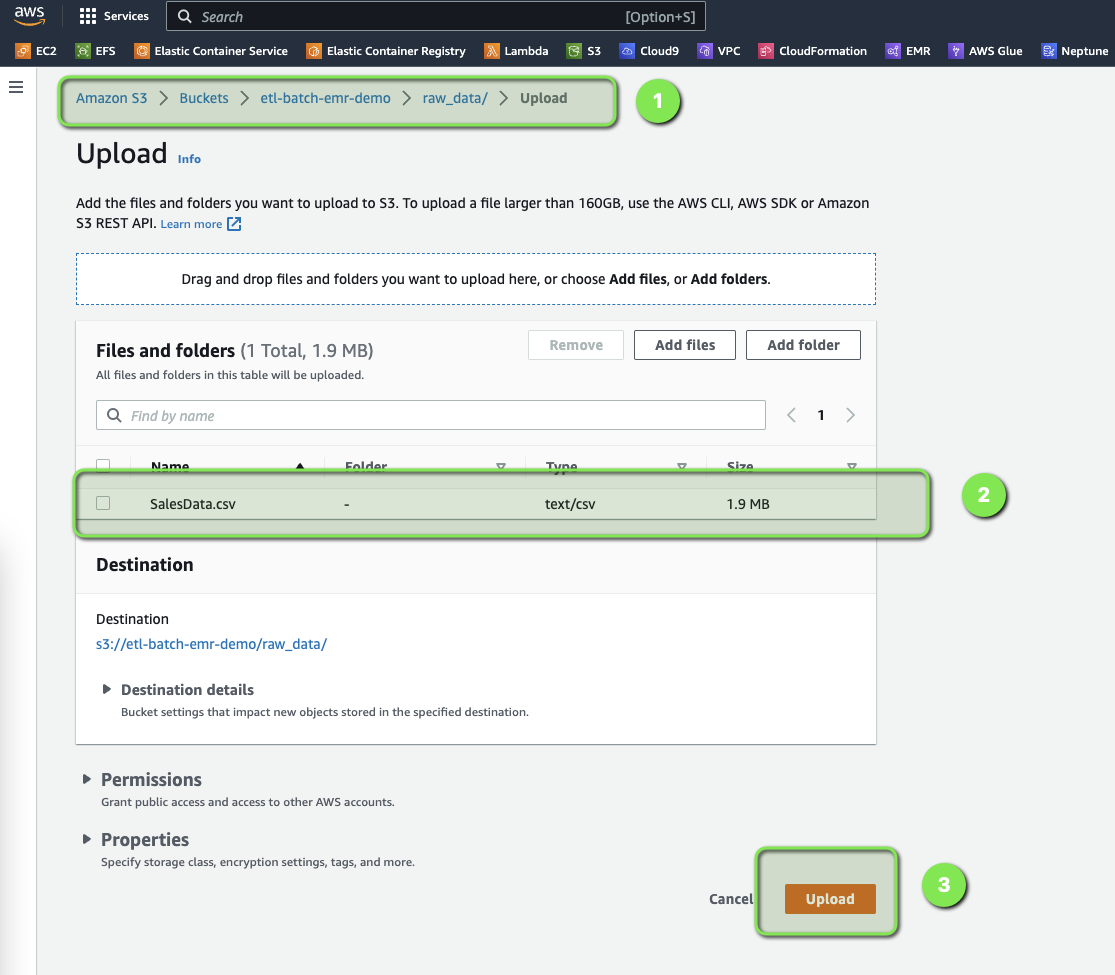 aws Services Search [Option+S]
EC2 EFS Elastic Container Service Elastic Container Registry Lambda S3 Cloud9 VPC CloudFormation EMR AWS Glue Neptune
Amazon S3 > Buckets > etl-batch-emr-demo > raw_data/ > Upload
1
Upload Info
Add the files and folders you want to upload to S3. To upload a file larger than 160GB, use the AWS CLI, AWS SDK or Amazon
S3 REST API. Learn more
Drag and drop files and folders you want to upload here, or choose Add files, or Add folders.
Files and folders (1 Total, 1.9 MB) Remove Add files Add folder
All files and folders in this table will be uploaded.
Find by name 1
Name Folder Type Size
SalesData.csv - text/csv 1.9 MB
2
Destination
Destination
s3://etl-batch-emr-demo/raw_data/
Destination details
Bucket settings that impact new objects stored in the specified destination.
Permissions
Grant public access and access to other AWS accounts.
Properties
Specify storage class, encryption settings, tags, and more.
Cancel Upload
3